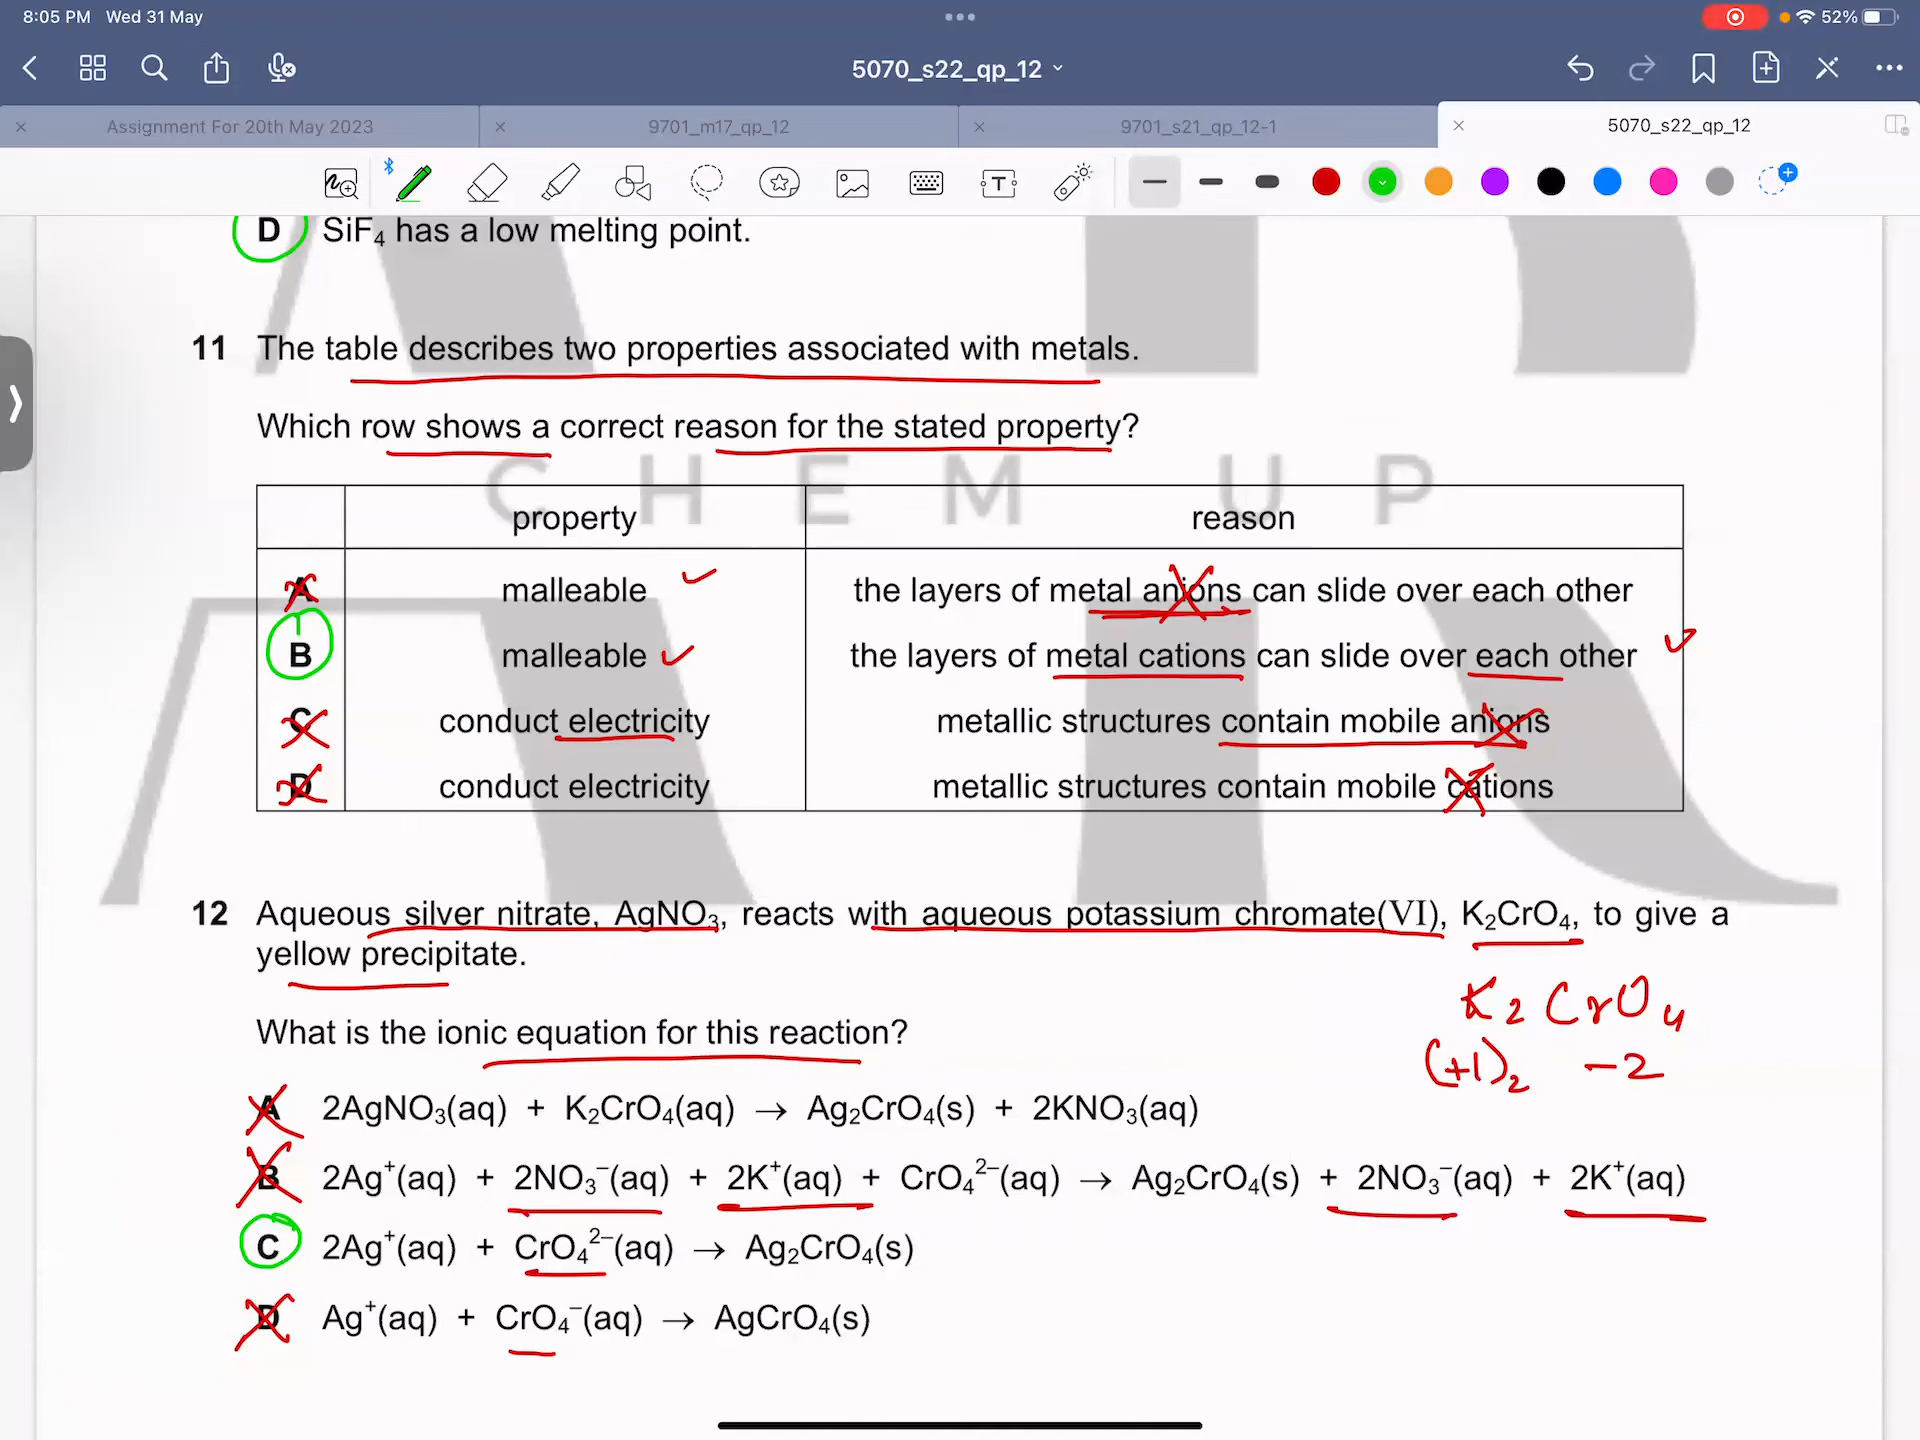 8:05 PM Wed 31 May
52%
5070_s22_qp_12
Assignment For 20th May 2023
9701_m17_qp_12
9701_s21_qp_12-1
5070_s22_qp_12
D SiF₄ has a low melting point.
11 The table describes two properties associated with metals.
Which row shows a correct reason for the stated property?
CHEM UP
property reason
A malleable the layers of metal anions can slide over each other
B malleable the layers of metal cations can slide over each other
C conduct electricity metallic structures contain mobile anions
D conduct electricity metallic structures contain mobile cations
12 Aqueous silver nitrate, AgNO₃, reacts with aqueous potassium chromate(VI), K₂CrO₄, to give a
yellow precipitate.
K₂CrO₄
(+1)₂ −2
What is the ionic equation for this reaction?
A 2AgNO₃(aq) + K₂CrO₄(aq) → Ag₂CrO₄(s) + 2KNO₃(aq)
B 2Ag⁺(aq) + 2NO₃⁻(aq) + 2K⁺(aq) + CrO₄²⁻(aq) → Ag₂CrO₄(s) + 2NO₃⁻(aq) + 2K⁺(aq)
C 2Ag⁺(aq) + CrO₄²⁻(aq) → Ag₂CrO₄(s)
D Ag⁺(aq) + CrO₄⁻(aq) → AgCrO₄(s)